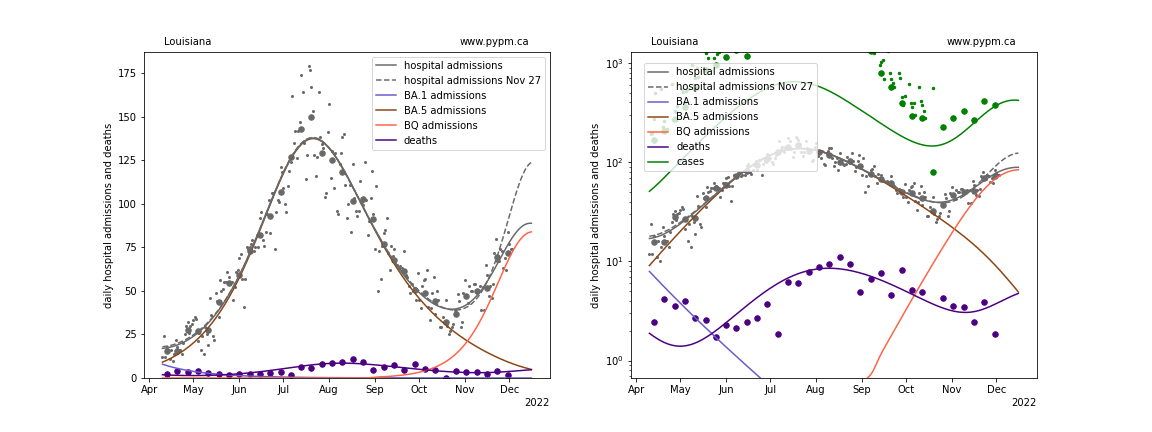 Louisiana www.pypm.ca
daily hospital admissions and deaths
175
150
125
100
75
50
25
0
hospital admissions
hospital admissions Nov 27
BA.1 admissions
BA.5 admissions
BQ admissions
deaths
Apr May Jun Jul Aug Sep Oct Nov Dec
2022
Louisiana www.pypm.ca
daily hospital admissions and deaths
10³
10²
10¹
10⁰
hospital admissions
hospital admissions Nov 27
BA.1 admissions
BA.5 admissions
BQ admissions
deaths
cases
Apr May Jun Jul Aug Sep Oct Nov Dec
2022